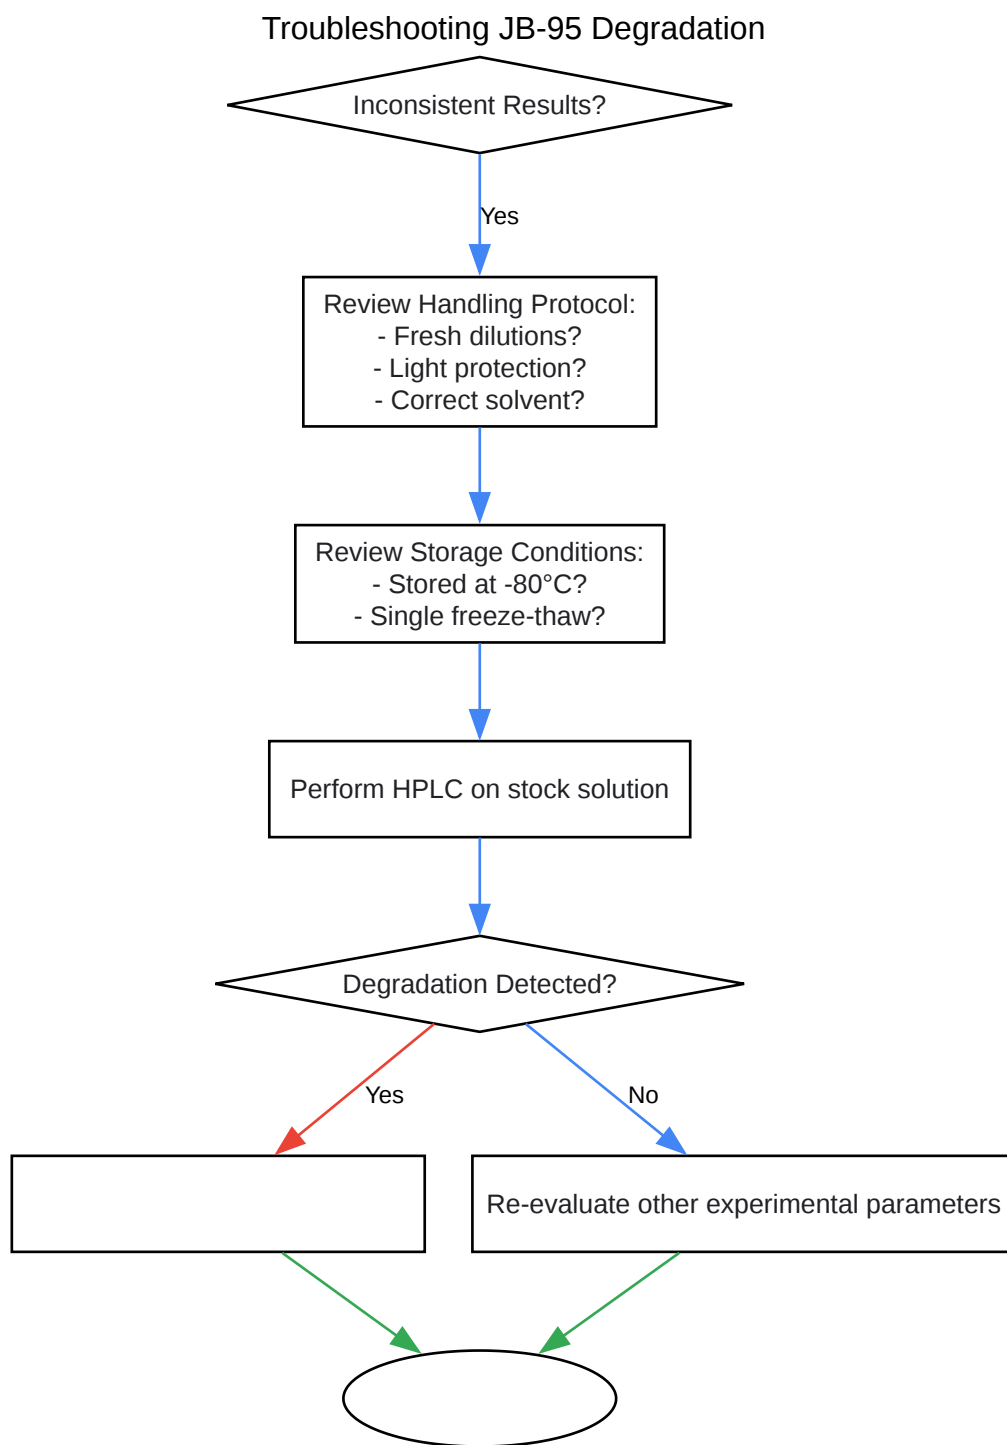 Troubleshooting JB-95 Degradation
Inconsistent Results?
Yes
Review Handling Protocol:
- Fresh dilutions?
- Light protection?
- Correct solvent?
Review Storage Conditions:
- Stored at -80°C?
- Single freeze-thaw?
Perform HPLC on stock solution
Degradation Detected?
Yes
No
Re-evaluate other experimental parameters